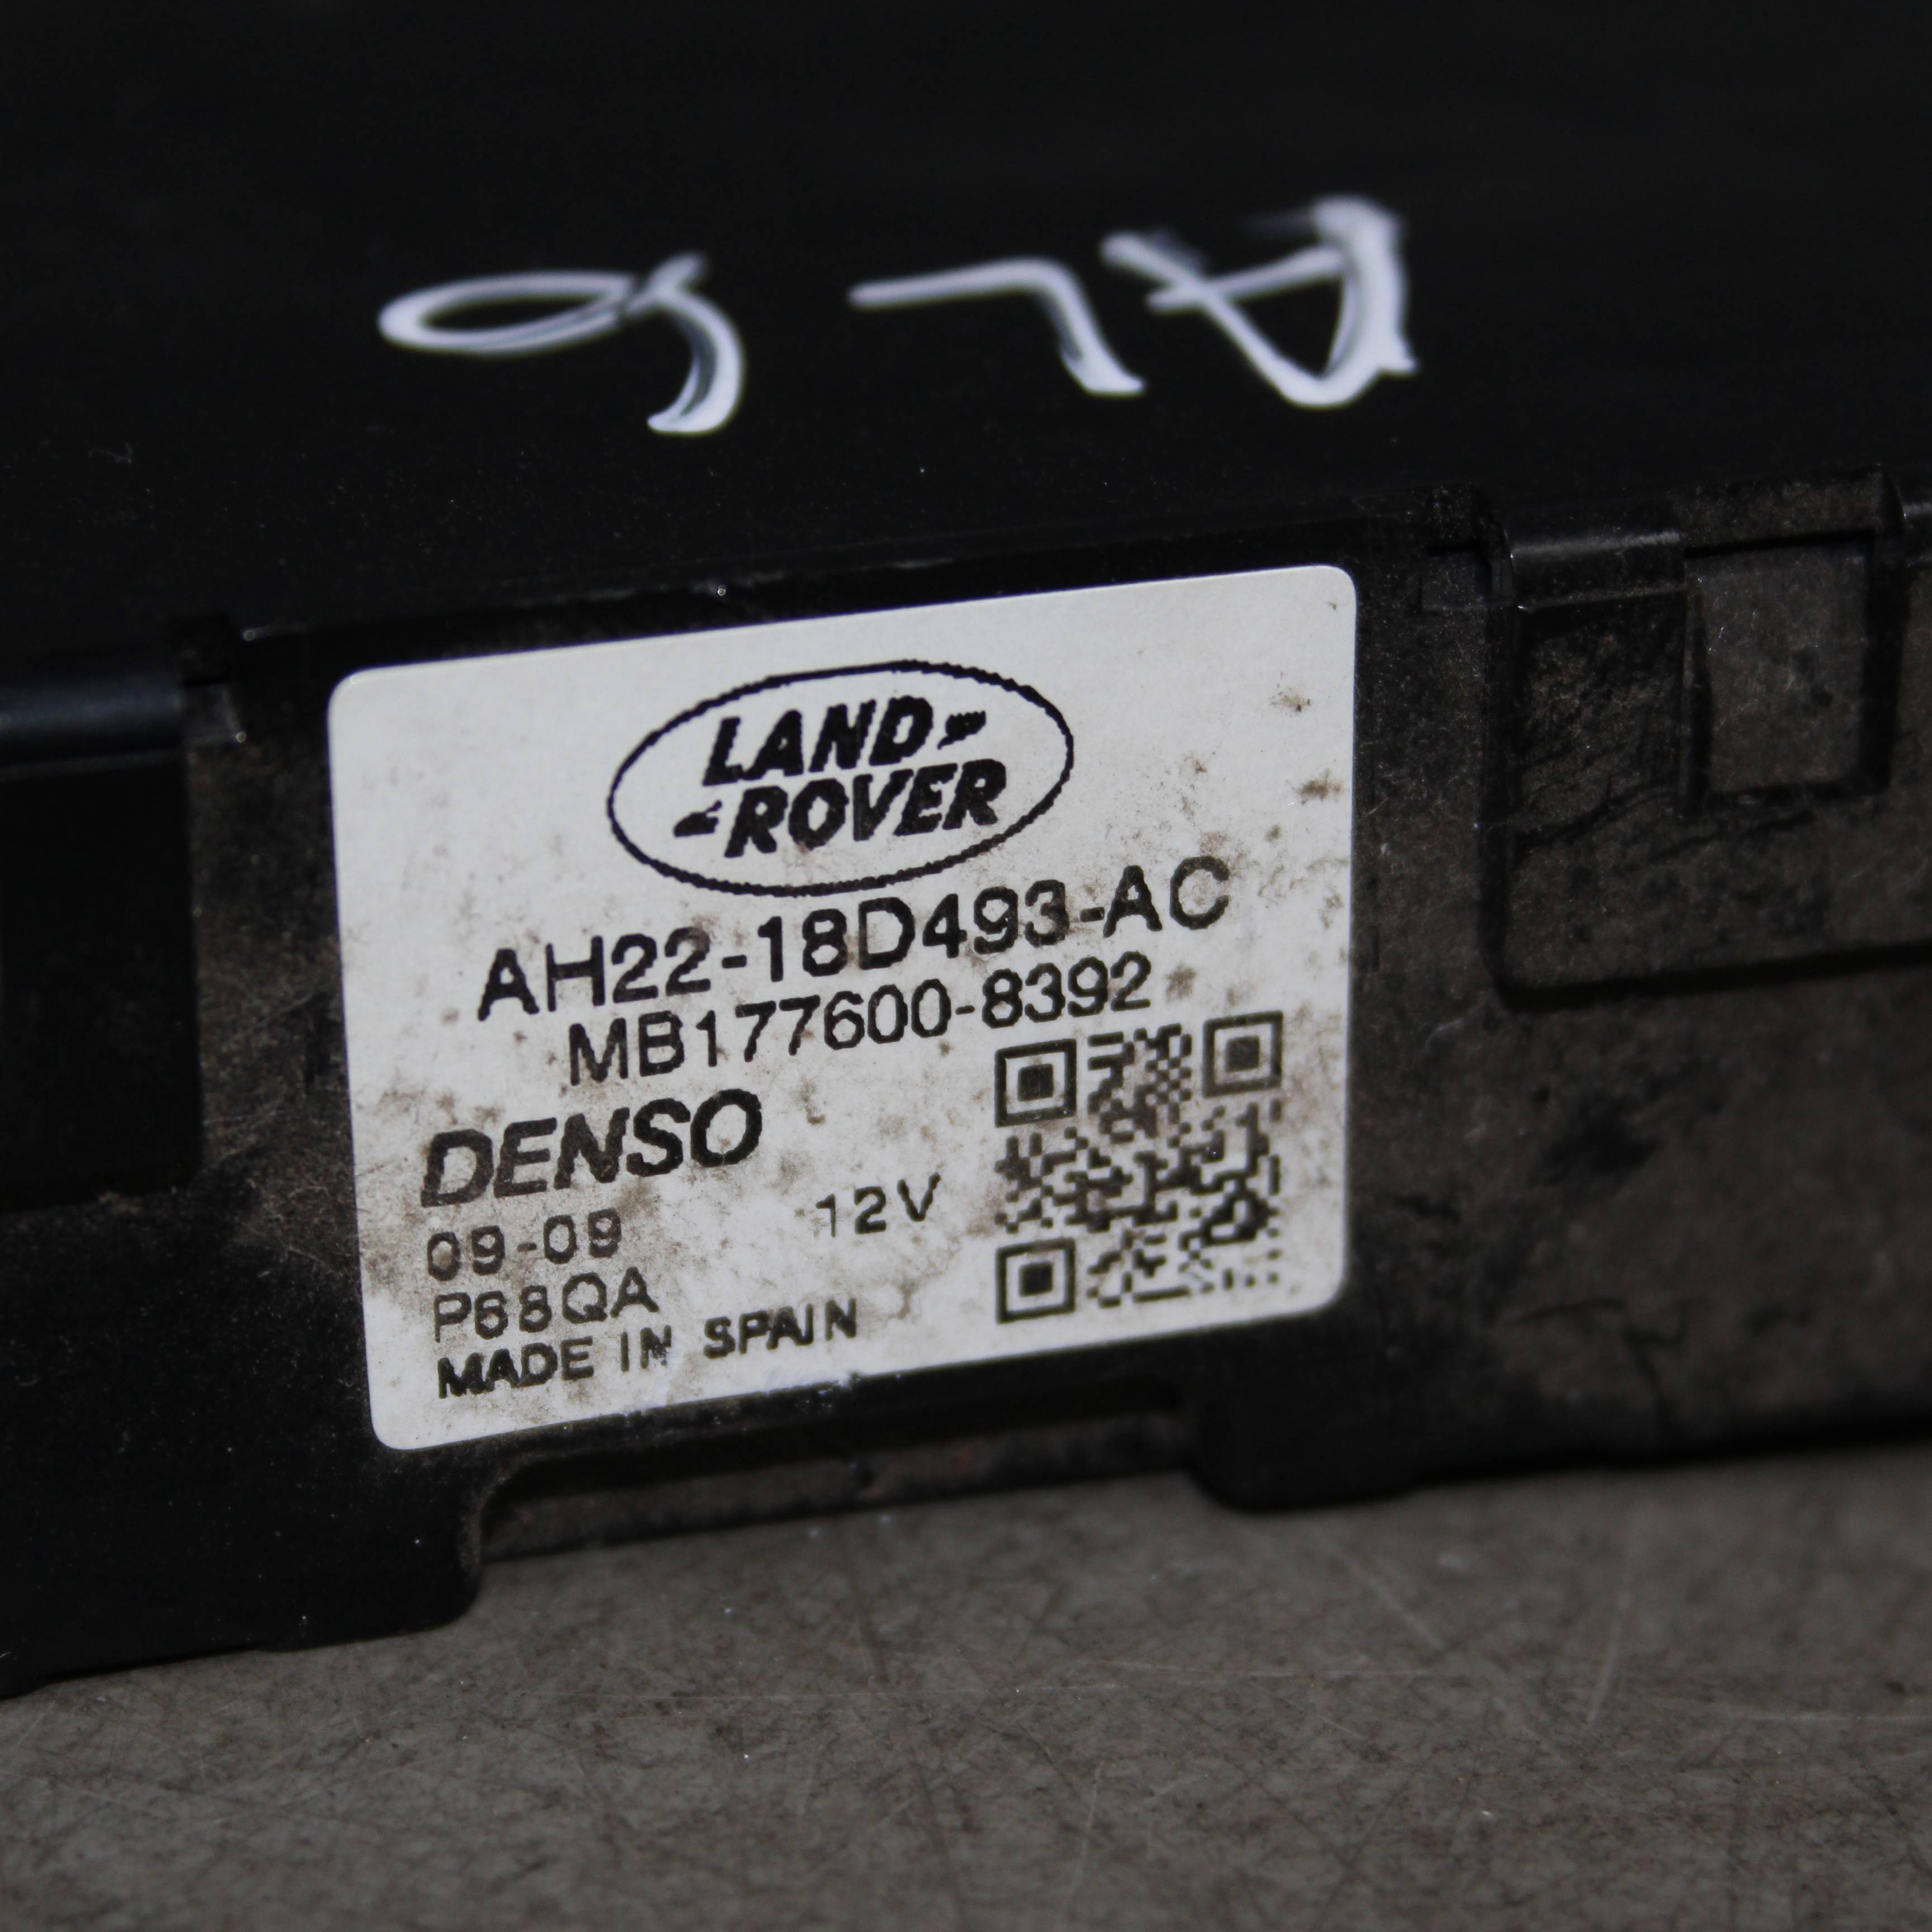 LAND
ROVER
AH22-18D493-AC
MB177600-8392
DENSO
12V
09-09
P68QA
MADE IN SPAIN